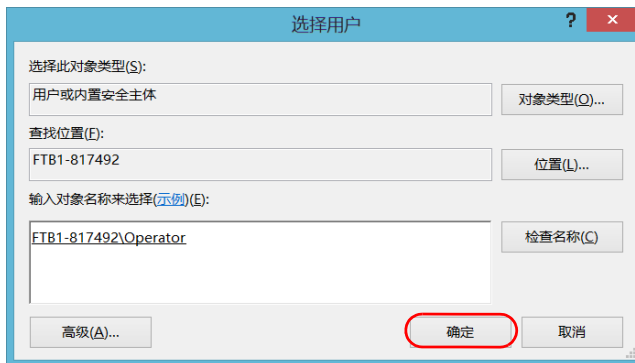 选择用户
? ×
选择此对象类型(S):
用户或内置安全主体
对象类型(O)...
查找位置(F):
FTB1-817492
位置(L)...
输入对象名称来选择(示例)(E):
FTB1-817492\Operator
检查名称(C)
高级(A)...
确定
取消